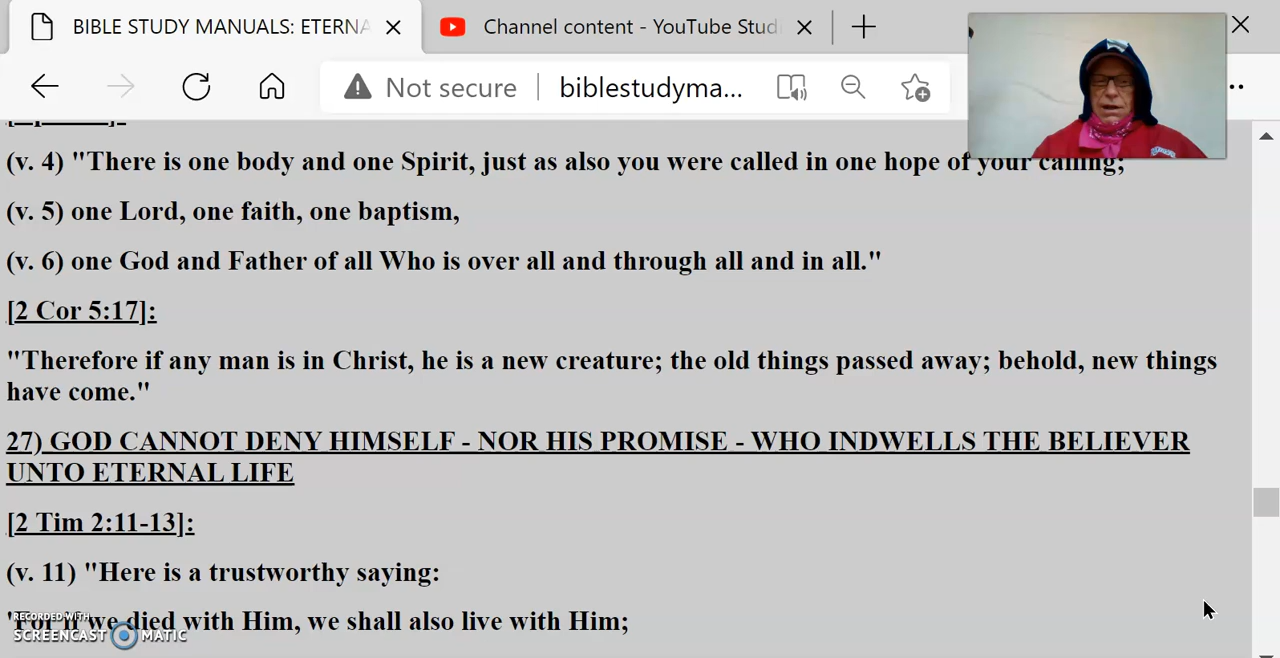 BIBLE STUDY MANUALS: ETERNA
Channel content - YouTube Stud
Not secure
biblestudyma...
(v. 4) "There is one body and one Spirit, just as also you were called in one hope of your calling;
(v. 5) one Lord, one faith, one baptism,
(v. 6) one God and Father of all Who is over all and through all and in all."
[2 Cor 5:17]:
"Therefore if any man is in Christ, he is a new creature; the old things passed away; behold, new things
have come."
27) GOD CANNOT DENY HIMSELF - NOR HIS PROMISE - WHO INDWELLS THE BELIEVER
UNTO ETERNAL LIFE
[2 Tim 2:11-13]:
(v. 11) "Here is a trustworthy saying:
'For if we died with Him, we shall also live with Him;
RECORDED WITH
SCREENCAST MATIC